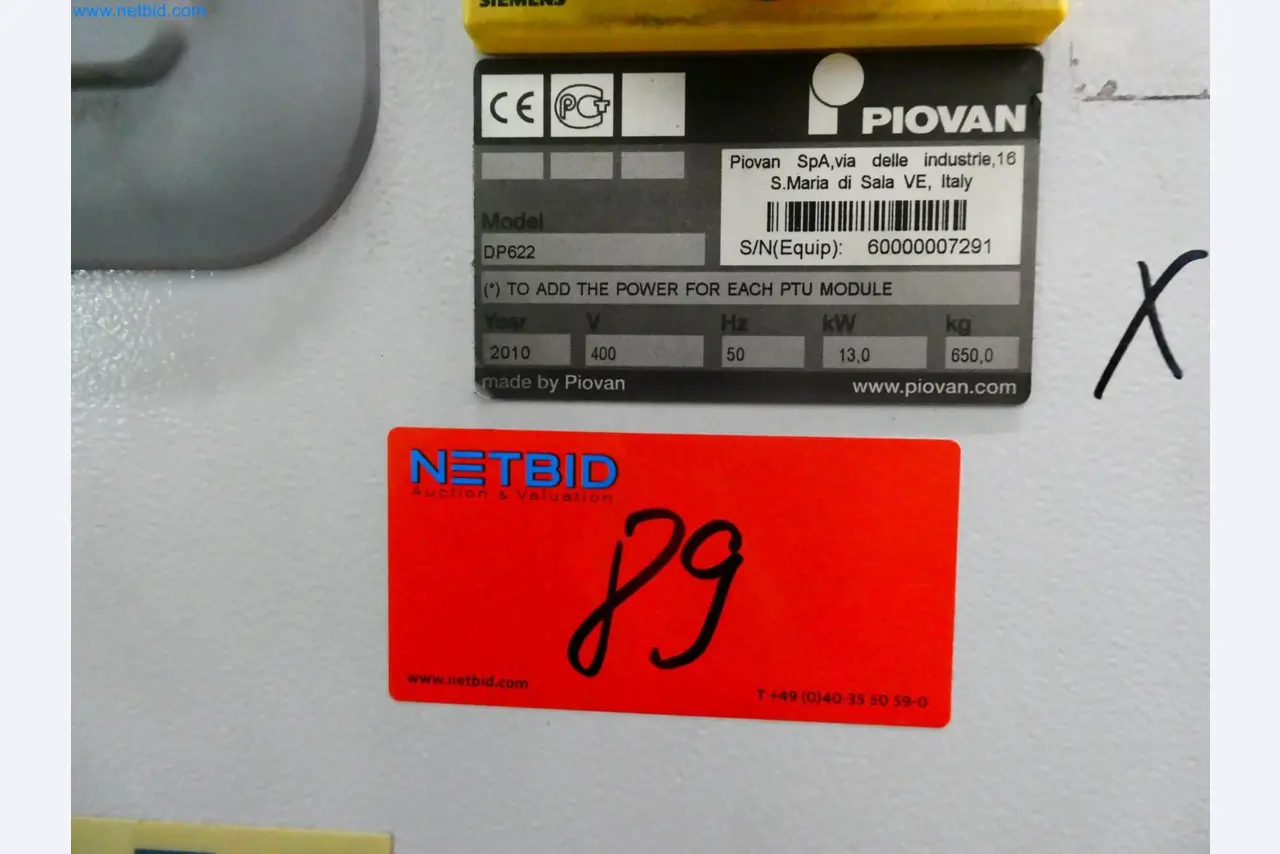 www.netbid.com
SIEMENS
CE PCT
PIOVAN
Piovan SpA,via delle industrie,16
S.Maria di Sala VE, Italy
S/N(Equip): 60000007291
Model
DP622
(*) TO ADD THE POWER FOR EACH PTU MODULE
Year V Hz kW kg
2010 400 50 13,0 650,0
made by Piovan www.piovan.com
X
NETBID
Auction & Valuation
89
www.netbid.com
T +49 (0)40-35 50 59-0